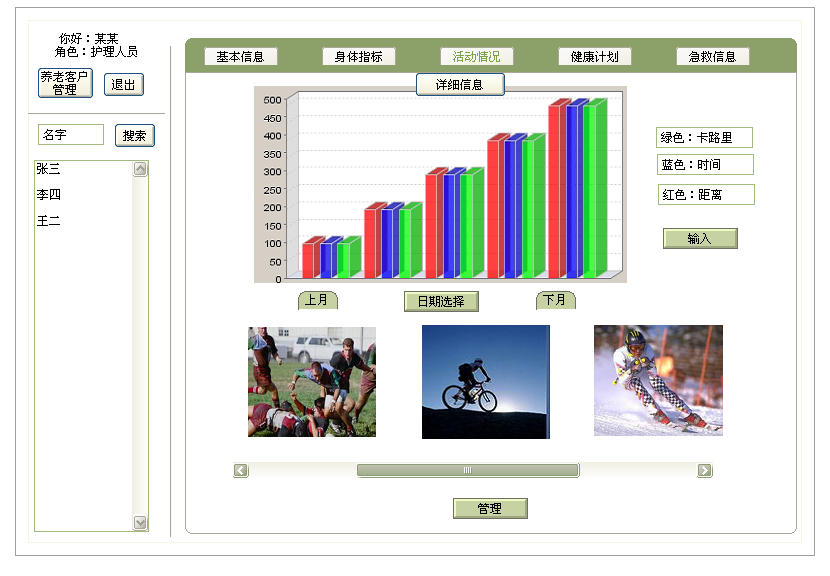 你好：某某
角色：护理人员
养老客户
管理
退出
名字
搜索
张三
李四
王二
基本信息
身体指标
活动情况
健康计划
急救信息
详细信息
500
450
400
350
300
250
200
150
100
50
0
绿色：卡路里
蓝色：时间
红色：距离
输入
上月
日期选择
下月
管理